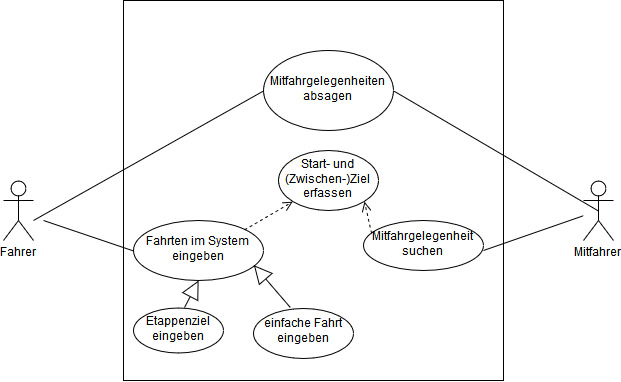 Mitfahrgelegenheiten
absagen
Start- und
(Zwischen-)Ziel
erfassen
Fahrer
Fahrten im System
eingeben
Mitfahrgelegenheit
suchen
Mitfahrer
Etappenziel
eingeben
einfache Fahrt
eingeben